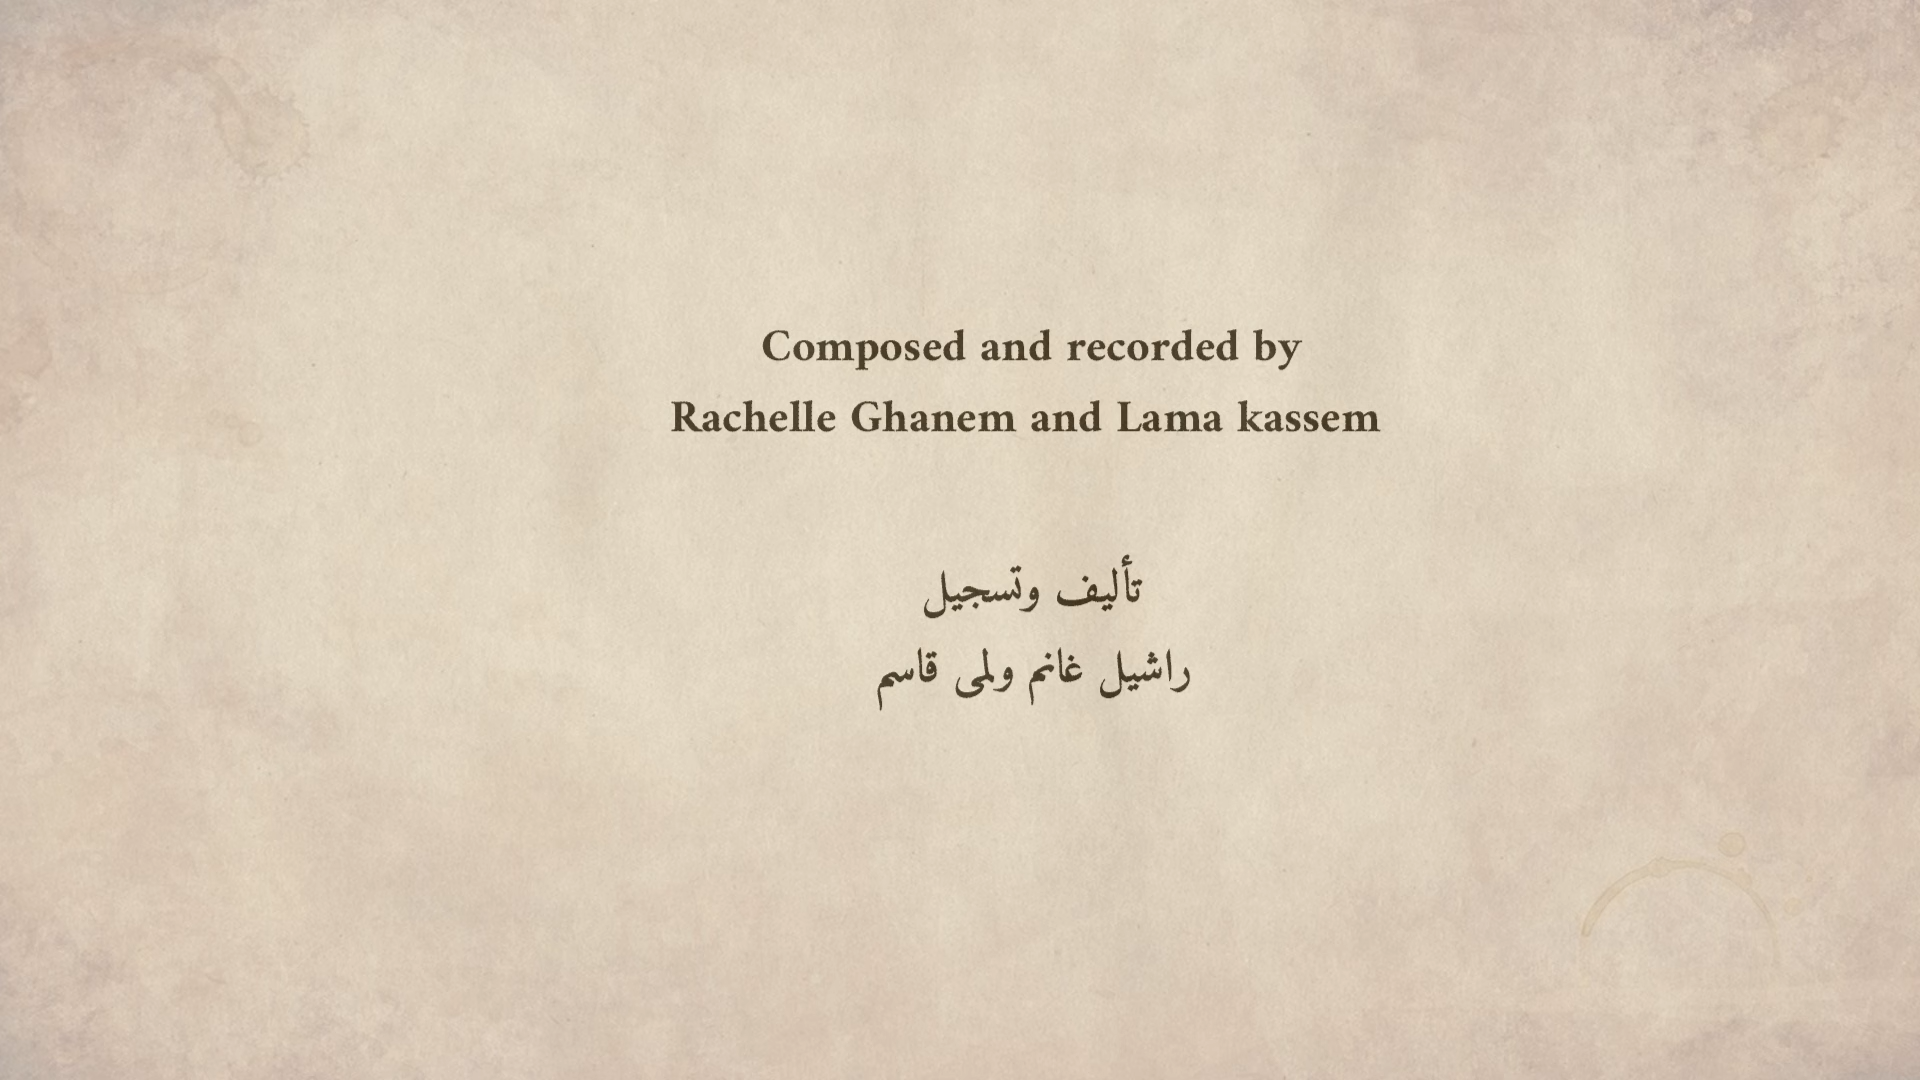 Composed and recorded by
Rachelle Ghanem and Lama kassem
تأليف وتسجيل
راشيل غانم ولمى قاسم